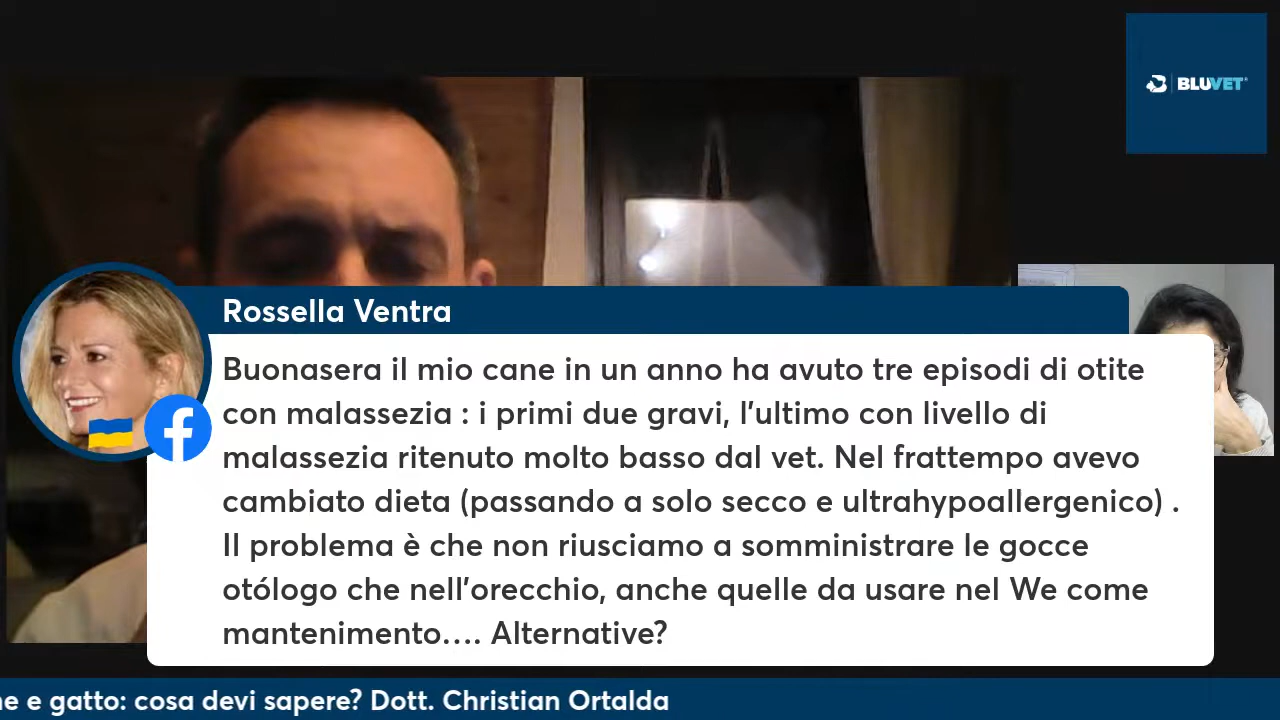 BLUVET
Rossella Ventra
Buonasera il mio cane in un anno ha avuto tre episodi di otite
con malassezia : i primi due gravi, l'ultimo con livello di
malassezia ritenuto molto basso dal vet. Nel frattempo avevo
cambiato dieta (passando a solo secco e ultrahypoallergenico) .
Il problema è che non riusciamo a somministrare le gocce
otólogo che nell'orecchio, anche quelle da usare nel We come
mantenimento.... Alternative?
e e gatto: cosa devi sapere? Dott. Christian Ortalda